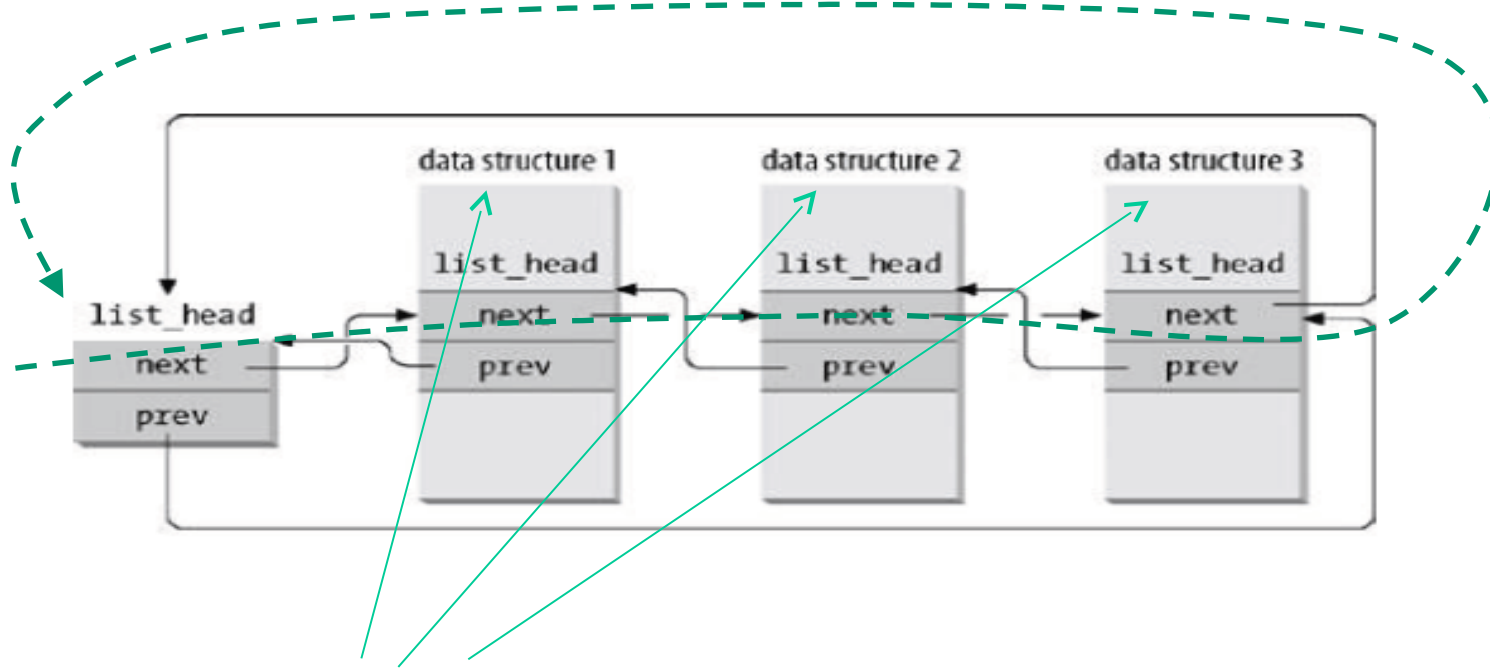 data structure 1
data structure 2
data structure 3
list_head
list_head
list_head
list_head
next
next
next
next
prev
prev
prev
prev